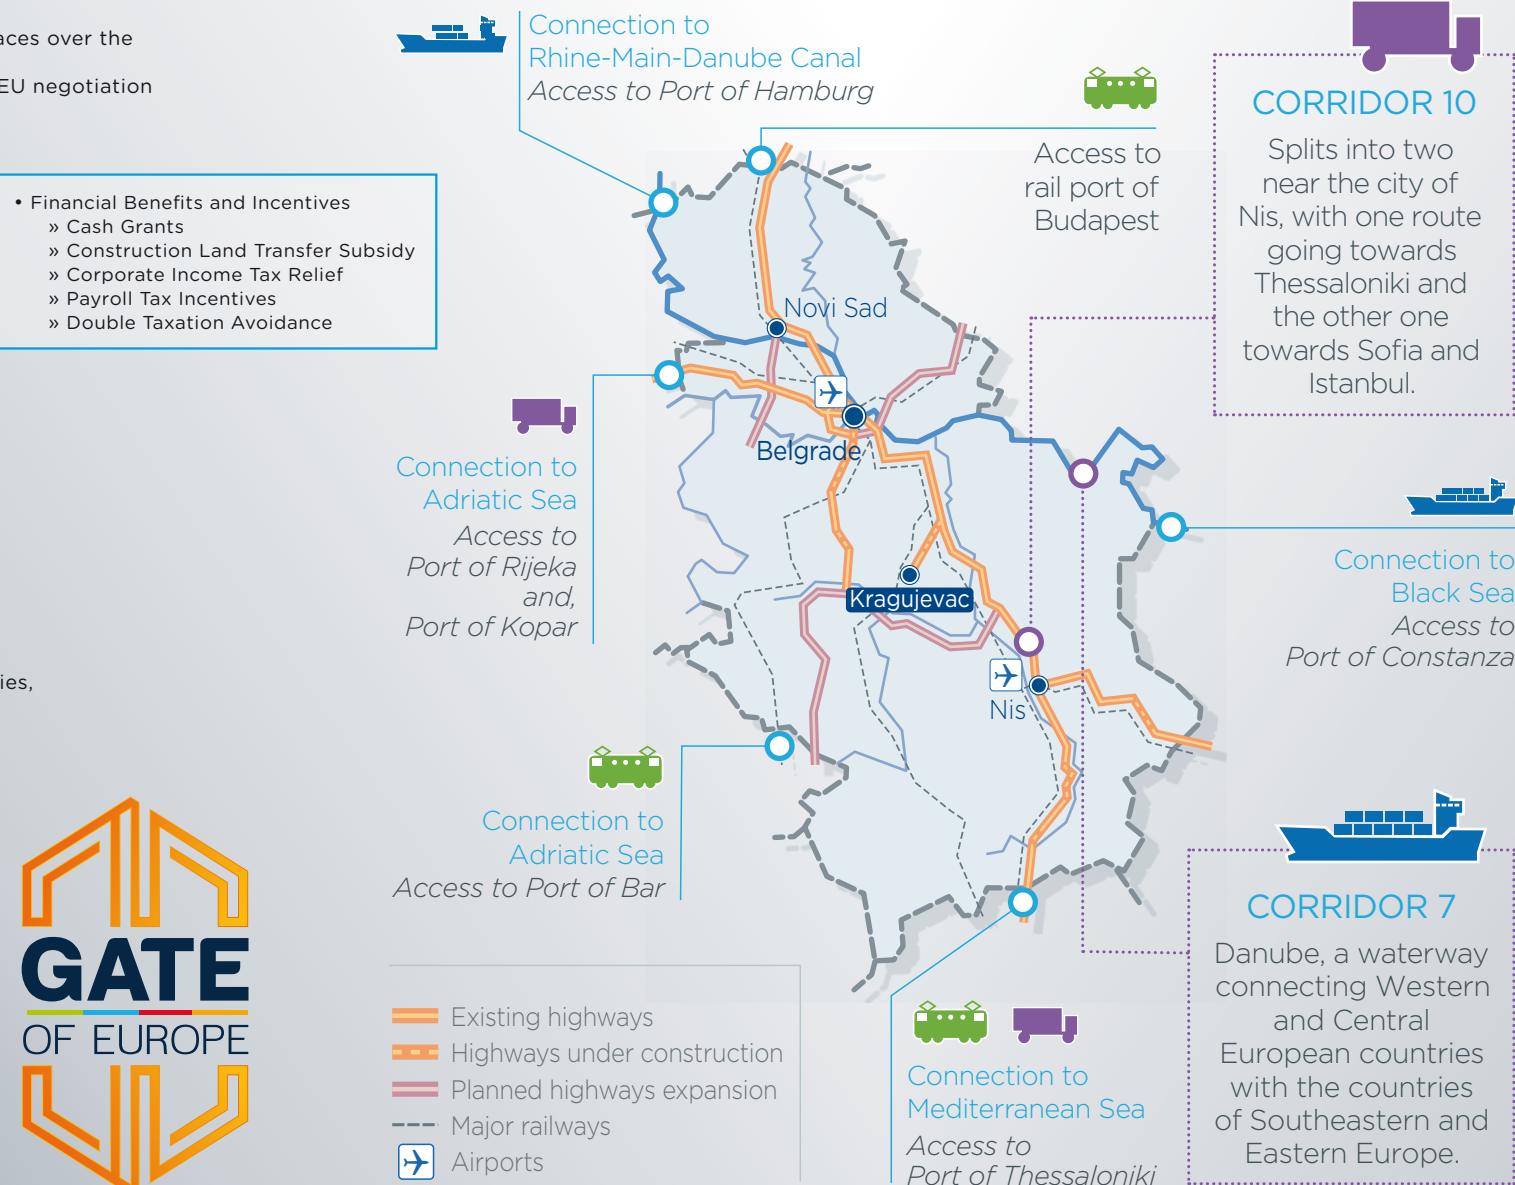 aces over the
EU negotiation
• Financial Benefits and Incentives
» Cash Grants
» Construction Land Transfer Subsidy
» Corporate Income Tax Relief
» Payroll Tax Incentives
» Double Taxation Avoidance
ies,
GATE
OF EUROPE
Connection to
Rhine-Main-Danube Canal
Access to Port of Hamburg
Access to
rail port of
Budapest
CORRIDOR 10
Splits into two
near the city of
Nis, with one route
going towards
Thessaloniki and
the other one
towards Sofia and
Istanbul.
Novi Sad
Belgrade
Kragujevac
Nis
Connection to
Adriatic Sea
Access to
Port of Rijeka
and,
Port of Kopar
Connection to
Black Sea
Access to
Port of Constanza
Connection to
Adriatic Sea
Access to Port of Bar
CORRIDOR 7
Danube, a waterway
connecting Western
and Central
European countries
with the countries
of Southeastern and
Eastern Europe.
Existing highways
Highways under construction
Planned highways expansion
Major railways
Airports
Connection to
Mediterranean Sea
Access to
Port of Thessaloniki